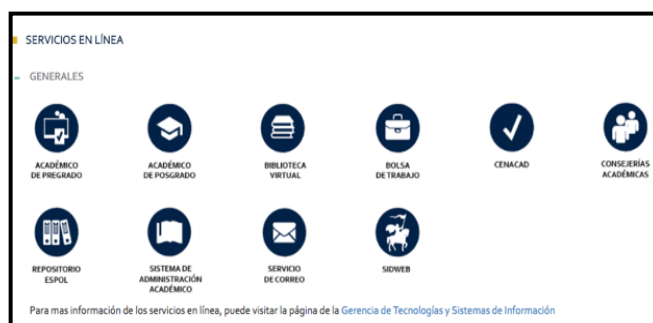 SERVICIOS EN LÍNEA
GENERALES
ACADÉMICO
DE PREGRADO
ACADÉMICO
DE POSGRADO
BIBLIOTECA
VIRTUAL
BOLSA
DE TRABAJO
CENACAD
CONSEJERÍAS
ACADÉMICAS
REPOSITORIO
ESPOL
SISTEMA DE
ADMINISTRACIÓN
ACADÉMICO
SERVICIO
DE CORREO
SIDWEB
Para mas información de los servicios en línea, puede visitar la página de la Gerencia de Tecnologías y Sistemas de Información